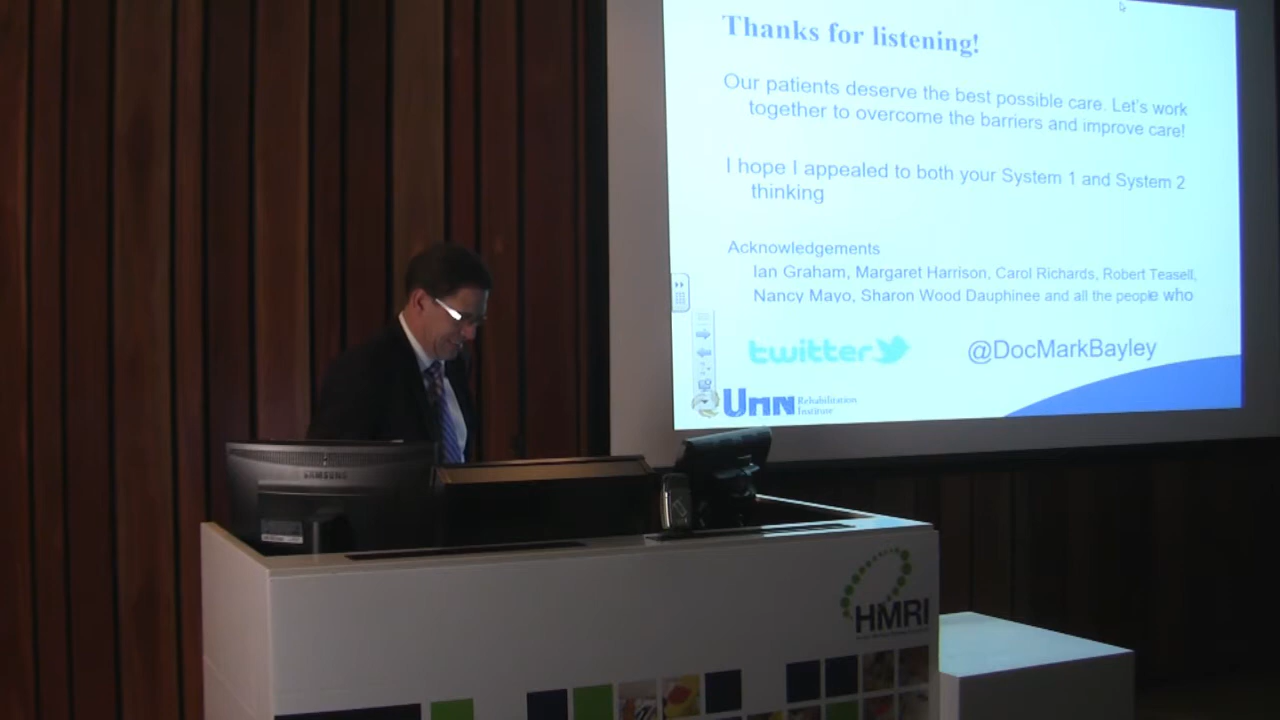 Thanks for listening!
Our patients deserve the best possible care. Let's work
together to overcome the barriers and improve care!
I hope I appealed to both your System 1 and System 2
thinking
Acknowledgements
Ian Graham, Margaret Harrison, Carol Richards, Robert Teasell,
Nancy Mayo, Sharon Wood Dauphinee and all the people who
twitter @DocMarkBayley
UHN Rehabilitation
Institute
SAMSUNG
HMRI